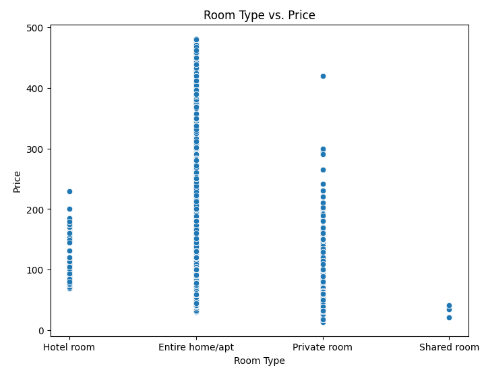 Room Type vs. Price
500
400
300
200
100
0
Price
Hotel room Entire home/apt Private room Shared room
Room Type